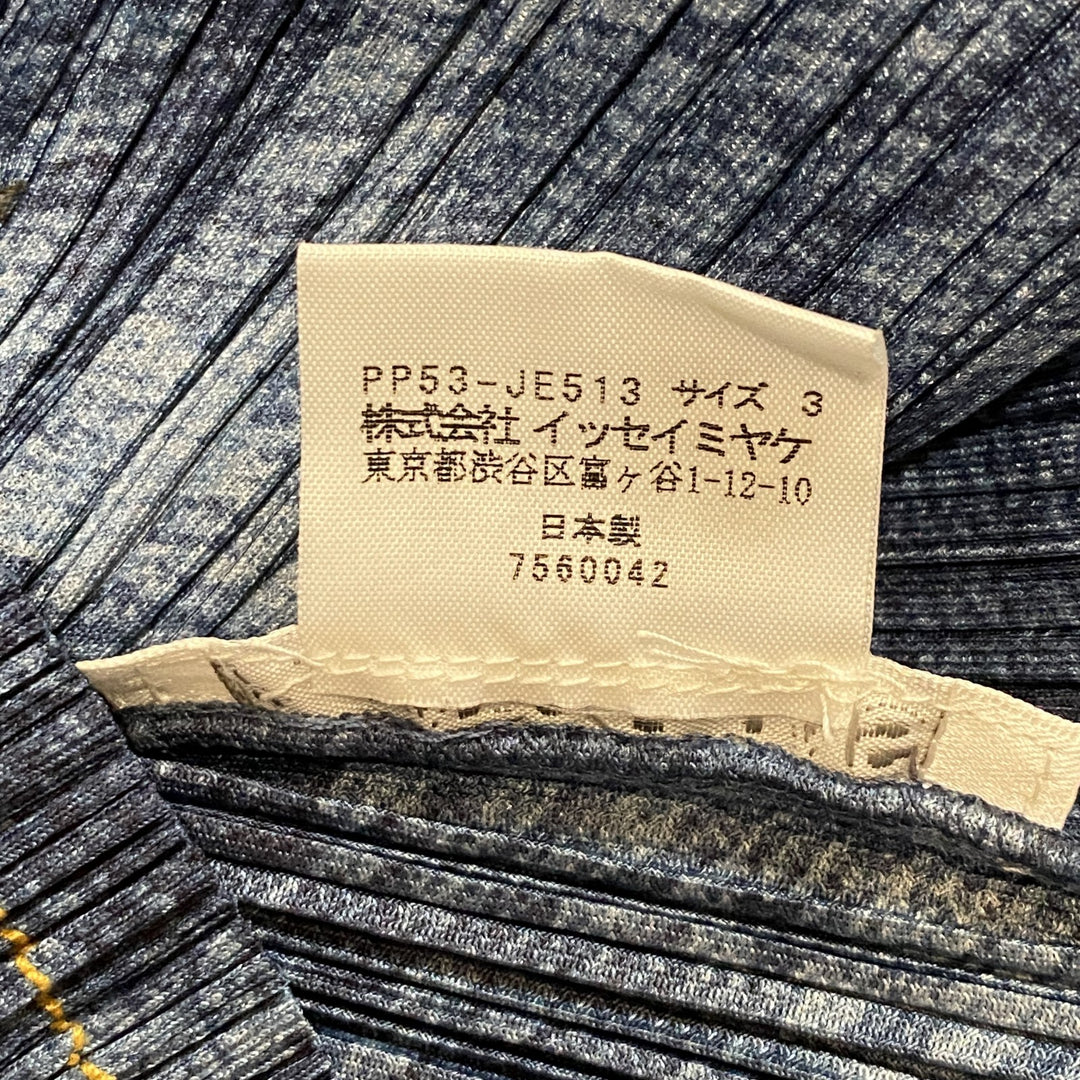 PP53-JE513 サイズ 3
株式会社 イッセイミヤケ
東京都渋谷区富ヶ谷1-12-10
日本製
7560042